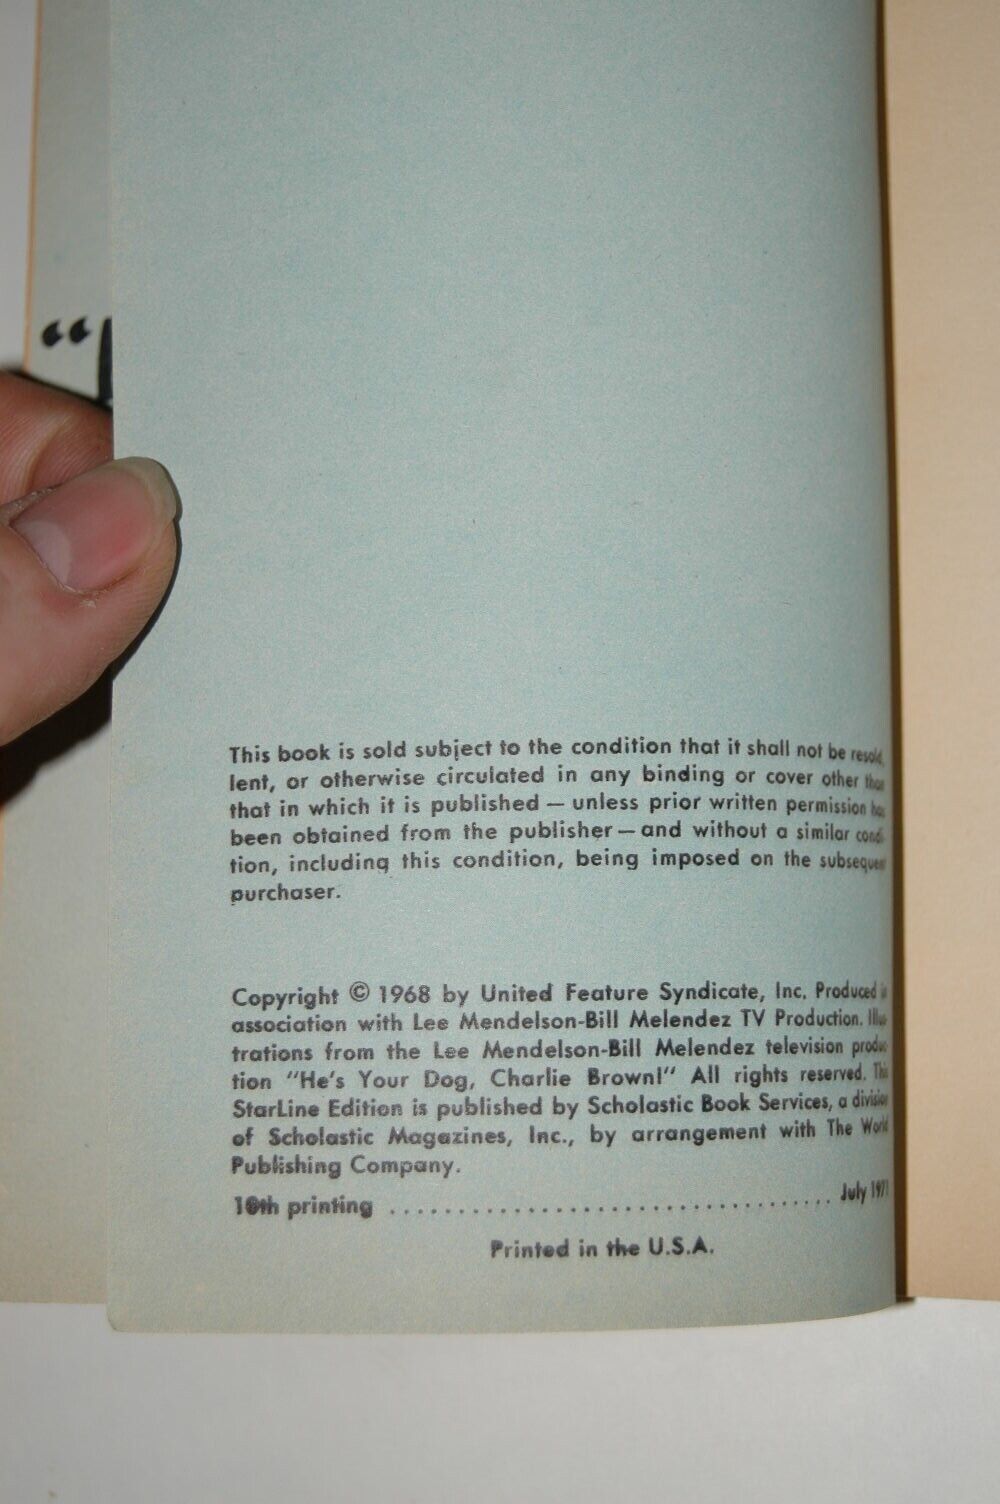 “
This book is sold subject to the condition that it shall not be resold,
lent, or otherwise circulated in any binding or cover other than
that in which it is published — unless prior written permission has
been obtained from the publisher — and without a similar condi-
tion, including this condition, being imposed on the subsequent
purchaser.
Copyright © 1968 by United Feature Syndicate, Inc. Produced in
association with Lee Mendelson-Bill Melendez TV Production. Illus-
trations from the Lee Mendelson-Bill Melendez television produc-
tion "He's Your Dog, Charlie Brown!" All rights reserved. This
StarLine Edition is published by Scholastic Book Services, a division
of Scholastic Magazines, Inc., by arrangement with The World
Publishing Company.
10th printing . . . . . . . . . . . . . . . . . . . . . . . . . . . . . . . . . July 1971
Printed in the U.S.A.